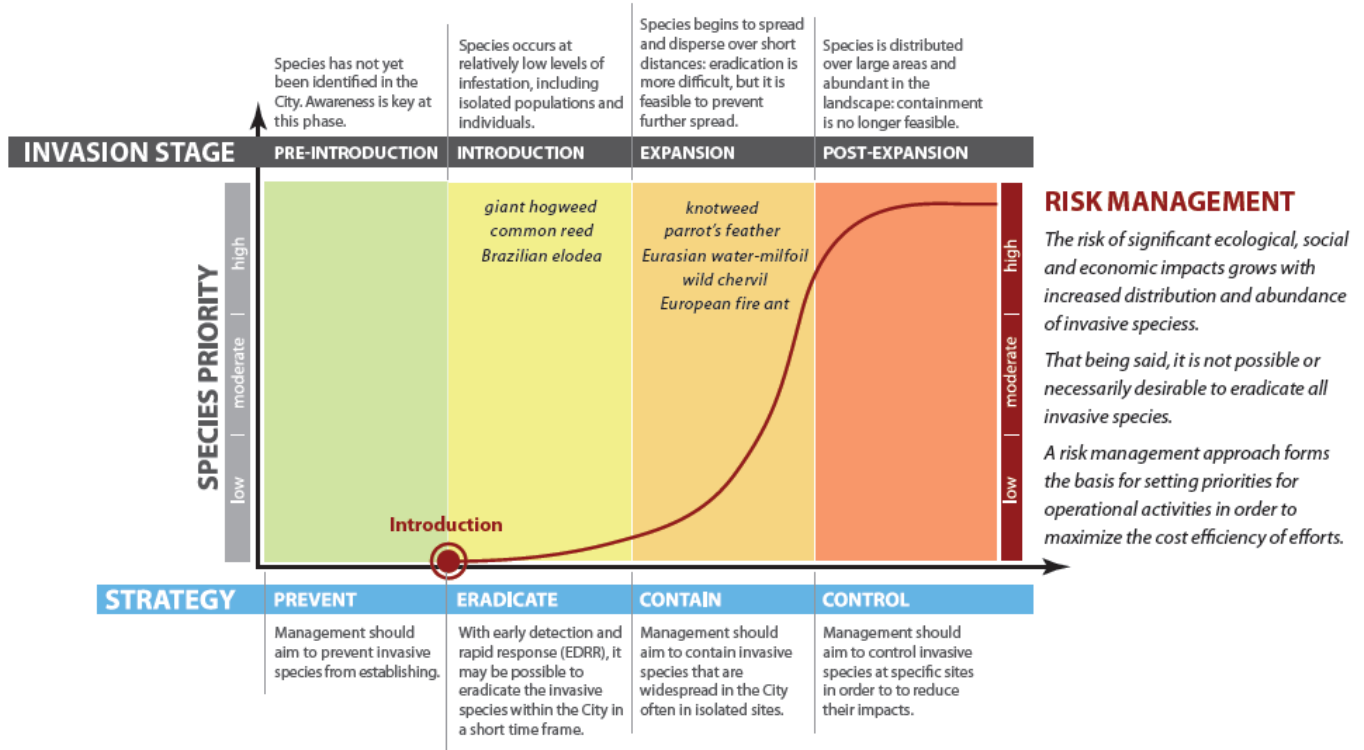 Species has not yet
been identified in the
City. Awareness is key at
this phase.
Species occurs at
relatively low levels of
infestation, including
isolated populations and
individuals.
Species begins to spread
and disperse over short
distances: eradication is
more difficult, but it is
feasible to prevent
further spread.
Species is distributed
over large areas and
abundant in the
landscape: containment
is no longer feasible.
INVASION STAGE
PRE-INTRODUCTION
INTRODUCTION
EXPANSION
POST-EXPANSION
SPECIES PRIORITY
high
moderate
low
giant hogweed
common reed
Brazilian elodea
knotweed
parrot's feather
Eurasian water-milfoil
wild chervil
European fire ant
Introduction
high
moderate
low
RISK MANAGEMENT
The risk of significant ecological, social
and economic impacts grows with
increased distribution and abundance
of invasive speciess.
That being said, it is not possible or
necessarily desirable to eradicate all
invasive species.
A risk management approach forms
the basis for setting priorities for
operational activities in order to
maximize the cost efficiency of efforts.
STRATEGY
PREVENT
ERADICATE
CONTAIN
CONTROL
Management should
aim to prevent invasive
species from establishing.
With early detection and
rapid response (EDRR), it
may be possible to
eradicate the invasive
species within the City in
a short time frame.
Management should
aim to contain invasive
species that are
widespread in the City
often in isolated sites.
Management should
aim to control invasive
species at specific sites
in order to to reduce
their impacts.